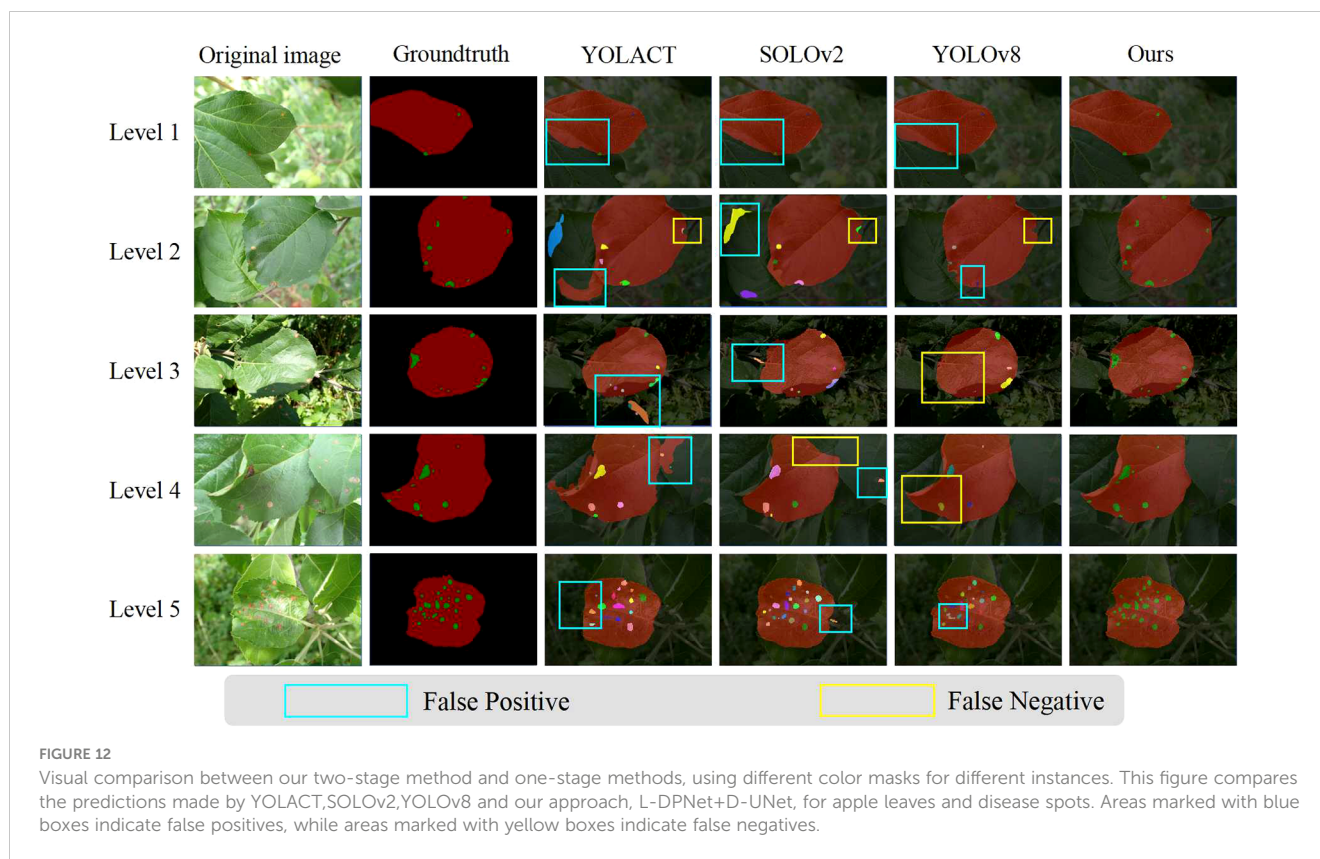 Original image Groundtruth YOLACT SOLOv2 YOLOv8 Ours
Level 1
Level 2
Level 3
Level 4
Level 5
False Positive False Negative
FIGURE 12
Visual comparison between our two-stage method and one-stage methods, using different color masks for different instances. This figure compares
the predictions made by YOLACT,SOLOv2,YOLOv8 and our approach, L-DPNet+D-UNet, for apple leaves and disease spots. Areas marked with blue
boxes indicate false positives, while areas marked with yellow boxes indicate false negatives.